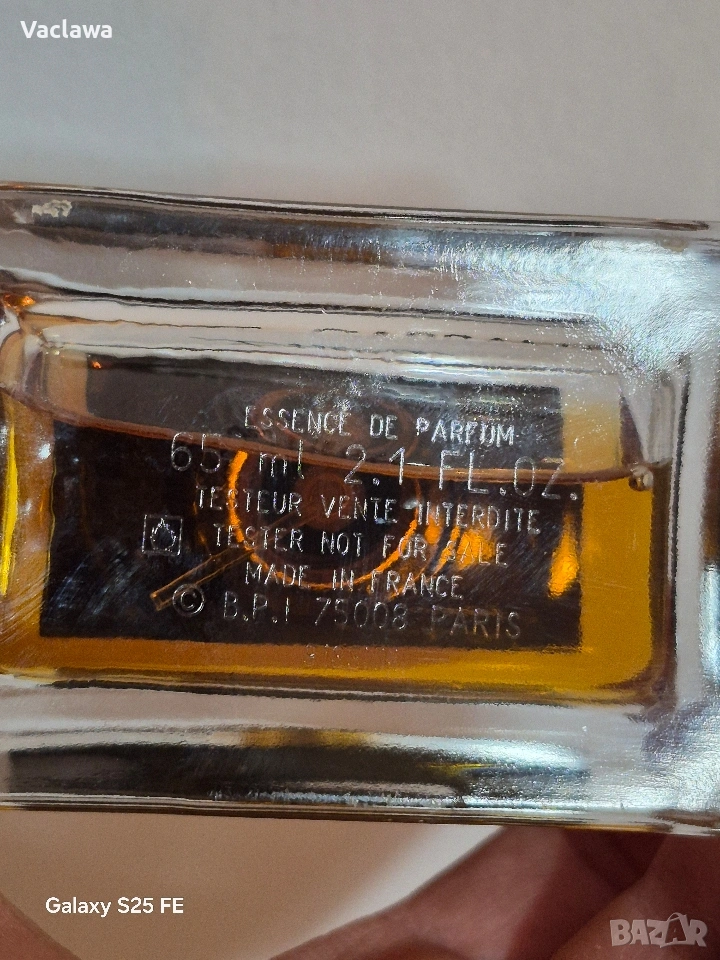 Vaclawa
ESSENCE DE PARFUM
65 ml 2.1 FL.OZ.
TESTEUR VENTE INTERDITE
TESTER NOT FOR SALE
MADE IN FRANCE
© B.P.I 75008 PARIS
Galaxy S25 FE
BAZAR